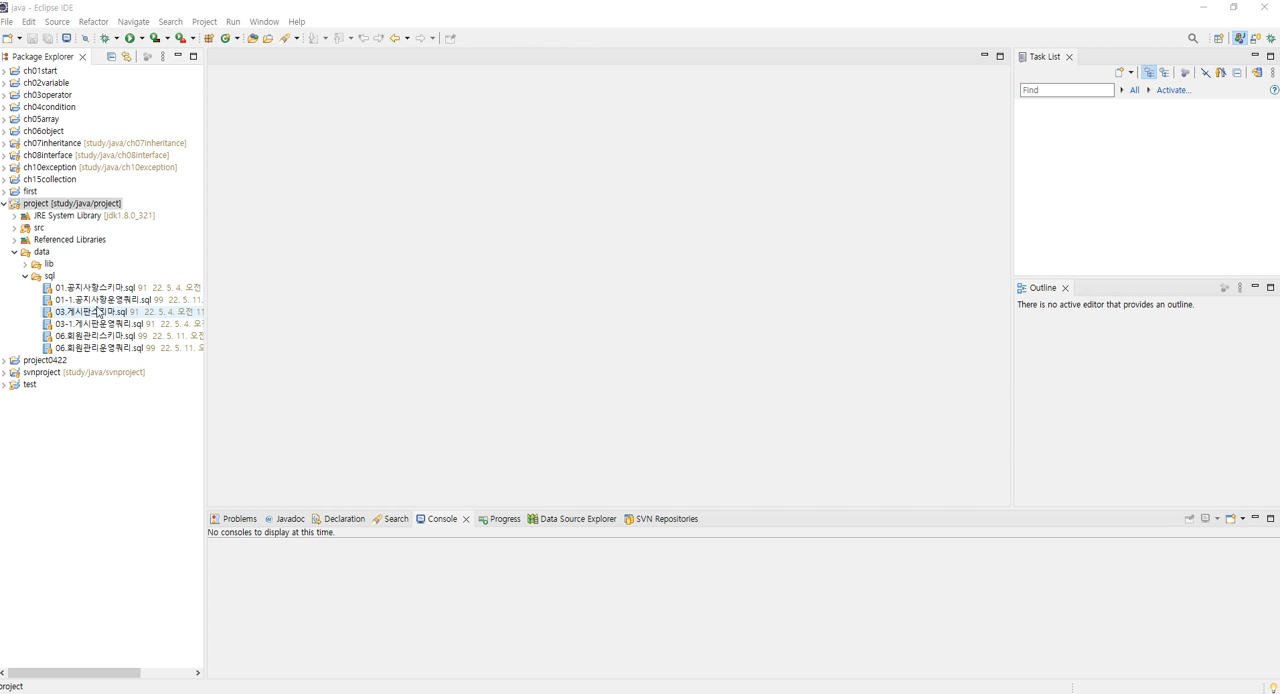 java - Eclipse IDE
File Edit Source Refactor Navigate Search Project Run Window Help
Package Explorer
ch01start
ch02variable
ch03operator
ch04condition
ch05array
ch06object
ch07inheritance [study/java/ch07inheritance]
ch08interface [study/java/ch08interface]
ch10exception [study/java/ch10exception]
ch15collection
first
project [study/java/project]
JRE System Library [jdk1.8.0_321]
src
Referenced Libraries
data
lib
sql
01.공지사항스키마.sql 91 22. 5. 4. 오전
01-1.공지사항운영쿼리.sql 99 22. 5. 11.
03.게시판스키마.sql 91 22. 5. 4. 오전 11
03-1.게시판운영쿼리.sql 91 22. 5. 4.
06.회원관리스키마.sql 99 22. 5. 11.
06.회원관리운영쿼리.sql 99 22. 5. 11.
project0422
svnproject [study/java/svnproject]
test
Task List
Find All Activate...
Outline
There is no active editor that provides an outline.
Problems Javadoc Declaration Search Console Progress Data Source Explorer SVN Repositories
No consoles to display at this time.
project